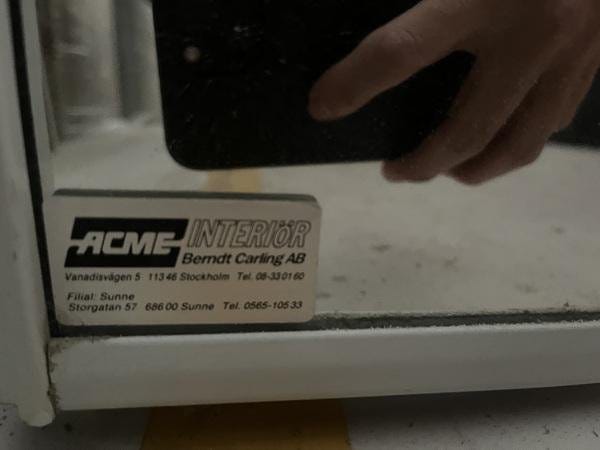 ACME INTERIÖR
Berndt Carling AB
Vanadisvägen 5 113 46 Stockholm Tel. 08-33 01 60
Filial: Sunne
Storgatan 57 686 00 Sunne Tel. 0565-105 33